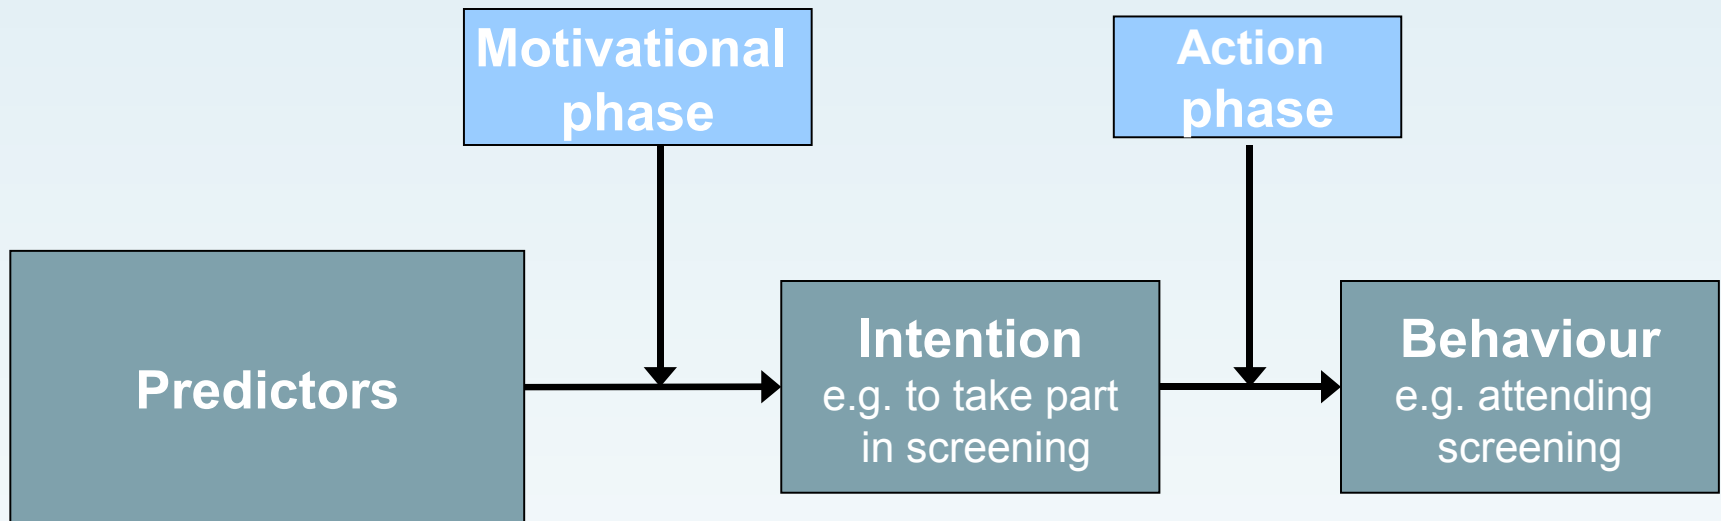 Motivational
phase
Action
phase
Predictors
Intention
e.g. to take part
in screening
Behaviour
e.g. attending
screening